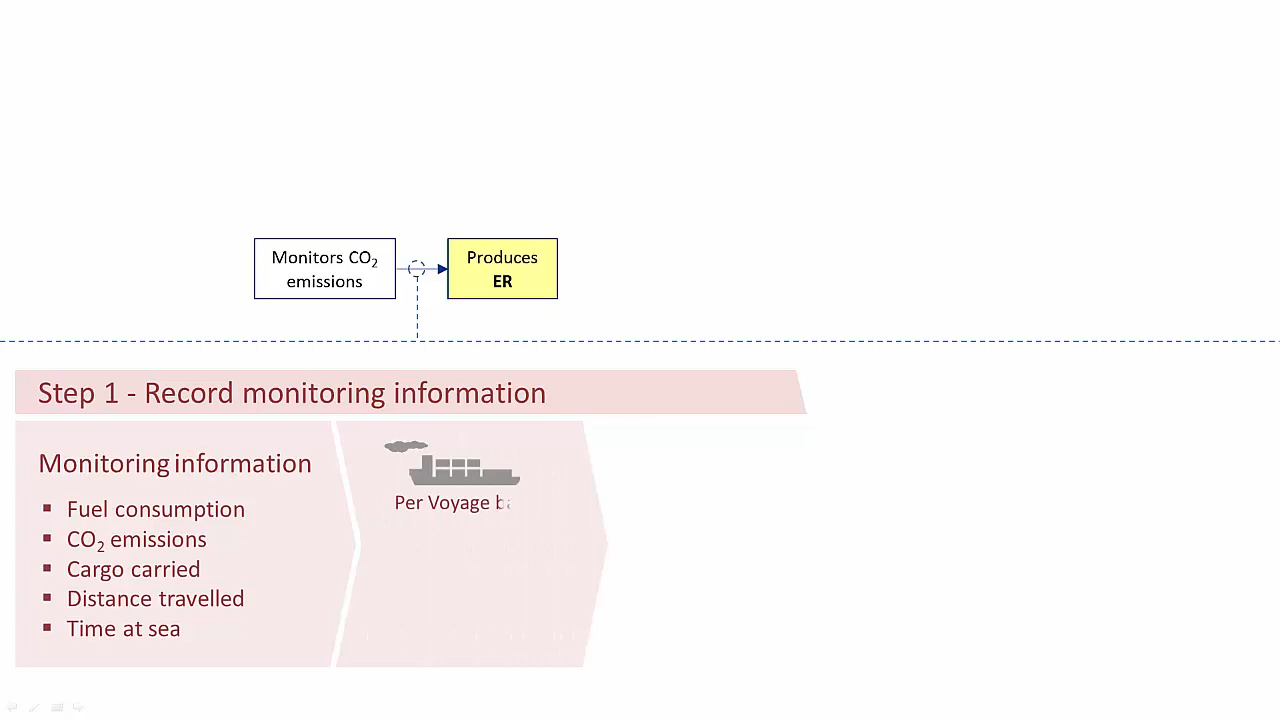 Monitors CO₂
emissions
Produces
ER
Step 1 - Record monitoring information
Monitoring information
▪ Fuel consumption
▪ CO₂ emissions
▪ Cargo carried
▪ Distance travelled
▪ Time at sea
Per Voyage